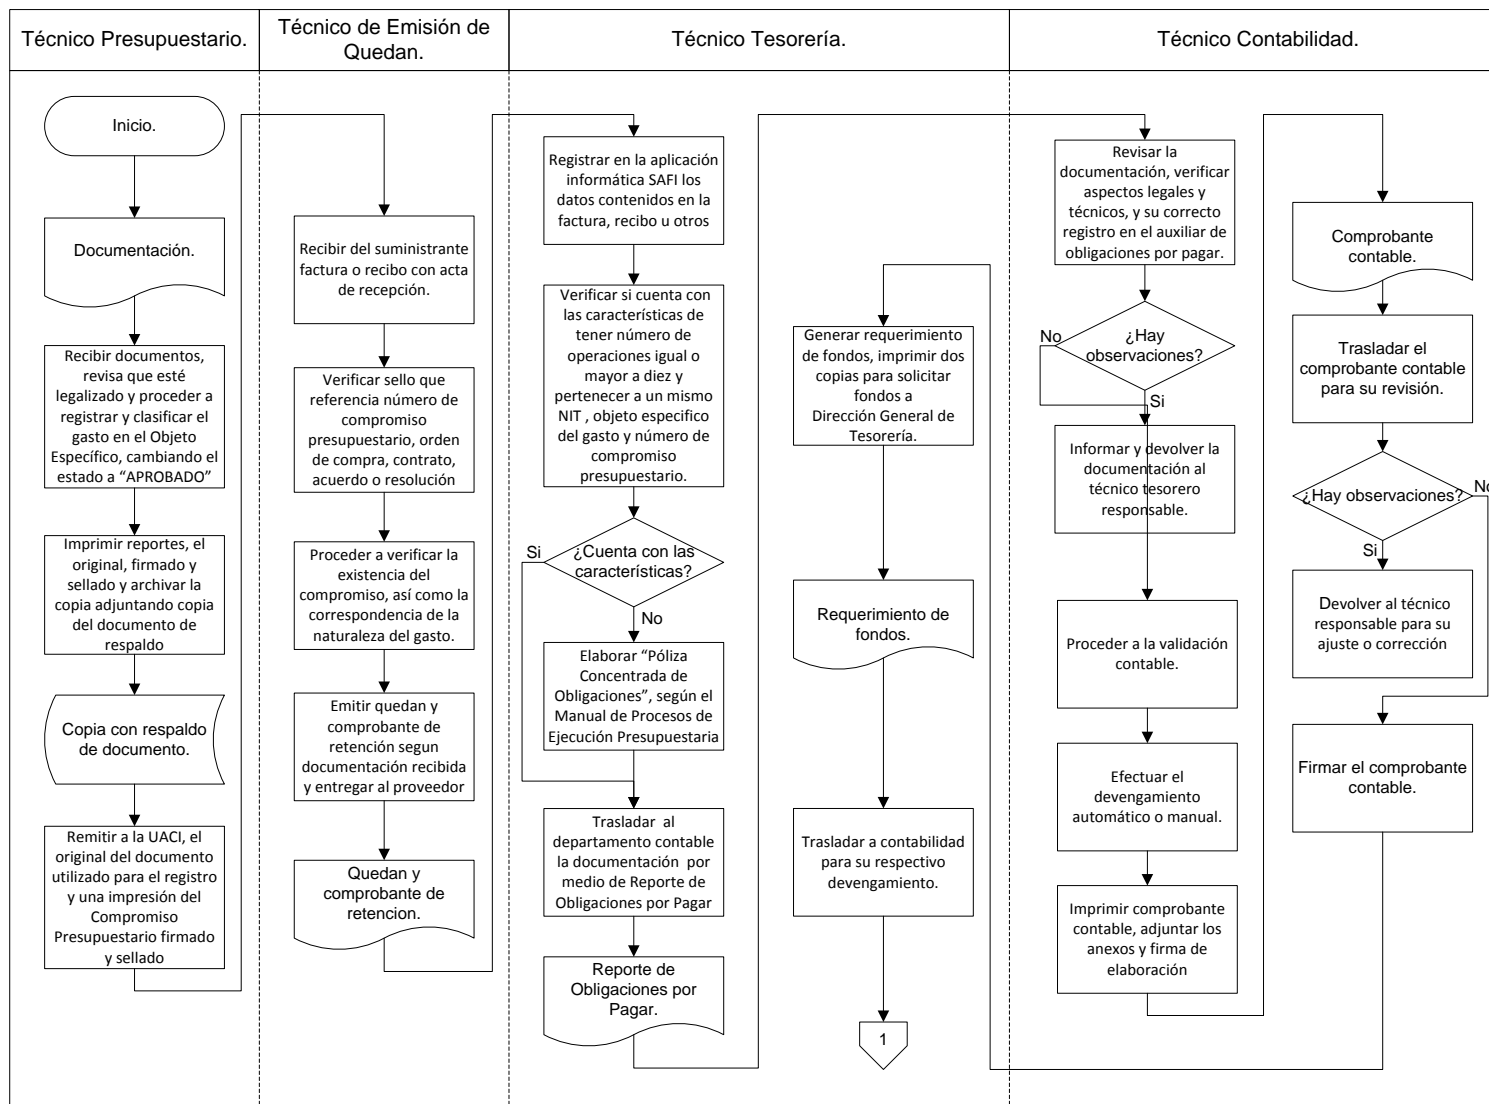 Técnico Presupuestario.
Técnico de Emisión de
Quedan.
Técnico Tesorería.
Técnico Contabilidad.
Inicio.
Documentación.
Recibir documentos,
revisa que esté
legalizado y proceder a
registrar y clasificar el
gasto en el Objeto
Específico, cambiando el
estado a “APROBADO”
Imprimir reportes, el
original, firmado y
sellado y archivar la
copia adjuntando copia
del documento de
respaldo
Copia con respaldo
de documento.
Remitir a la UACI, el
original del documento
utilizado para el registro
y una impresión del
Compromiso
Presupuestario firmado
y sellado
Recibir del suministrante
factura o recibo con acta
de recepción.
Verificar sello que
referencia número de
compromiso
presupuestario, orden
de compra, contrato,
acuerdo o resolución
Proceder a verificar la
existencia del
compromiso, así como la
correspondencia de la
naturaleza del gasto.
Emitir quedan y
comprobante de
retención segun
documentación recibida
y entregar al proveedor
Quedan y
comprobante de
retencion.
Registrar en la aplicación
informática SAFI los
datos contenidos en la
factura, recibo u otros
Verificar si cuenta con
las características de
tener número de
operaciones igual o
mayor a diez y
pertenecer a un mismo
NIT , objeto especifico
del gasto y número de
compromiso
presupuestario.
Si
¿Cuenta con las
características?
No
Elaborar “Póliza
Concentrada de
Obligaciones”, según el
Manual de Procesos de
Ejecución Presupuestaria
Trasladar al
departamento contable
la documentación por
medio de Reporte de
Obligaciones por Pagar
Reporte de
Obligaciones por
Pagar.
Generar requerimiento
de fondos, imprimir dos
copias para solicitar
fondos a
Dirección General de
Tesorería.
Requerimiento de
fondos.
Trasladar a contabilidad
para su respectivo
devengamiento.
1
Revisar la
documentación, verificar
aspectos legales y
técnicos, y su correcto
registro en el auxiliar de
obligaciones por pagar.
No
¿Hay
observaciones?
Si
Informar y devolver la
documentación al
técnico tesorero
responsable.
Proceder a la validación
contable.
Efectuar el
devengamiento
automático o manual.
Imprimir comprobante
contable, adjuntar los
anexos y firma de
elaboración
Comprobante
contable.
Trasladar el
comprobante contable
para su revisión.
¿Hay observaciones?
No
Si
Devolver al técnico
responsable para su
ajuste o corrección
Firmar el comprobante
contable.